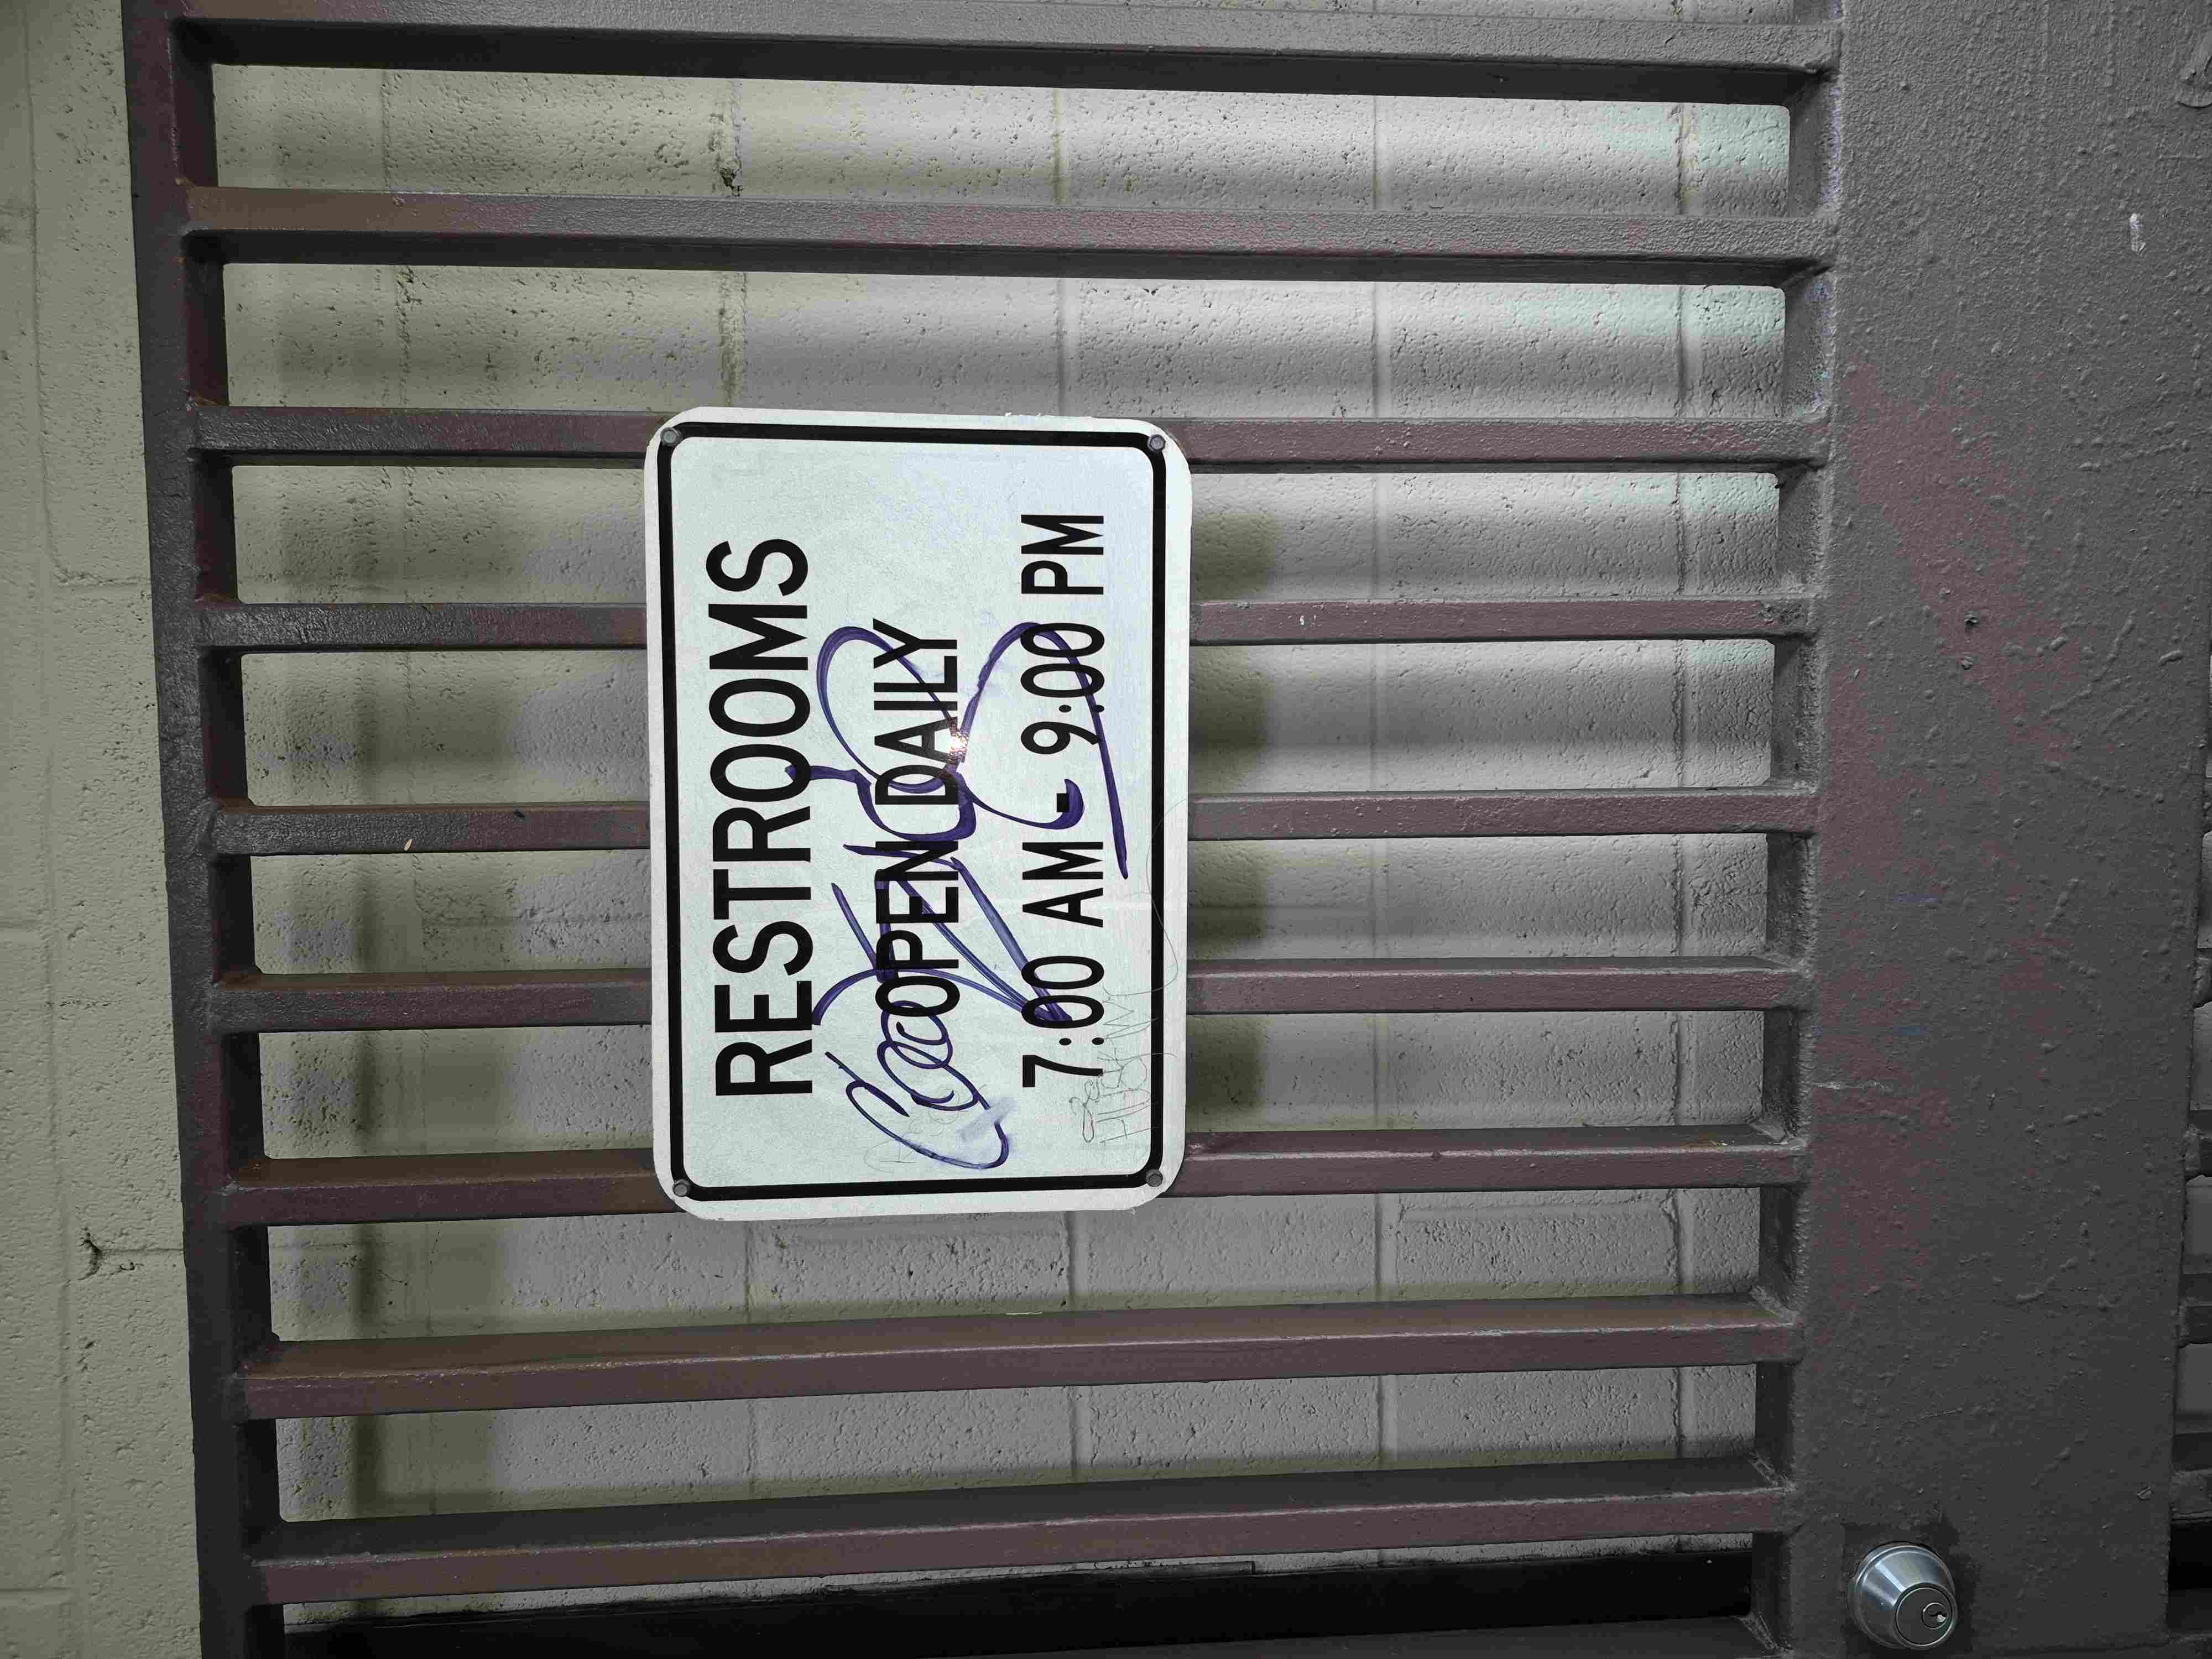 RESTROOMS
OPEN DAILY
7:00 AM - 9:00 PM